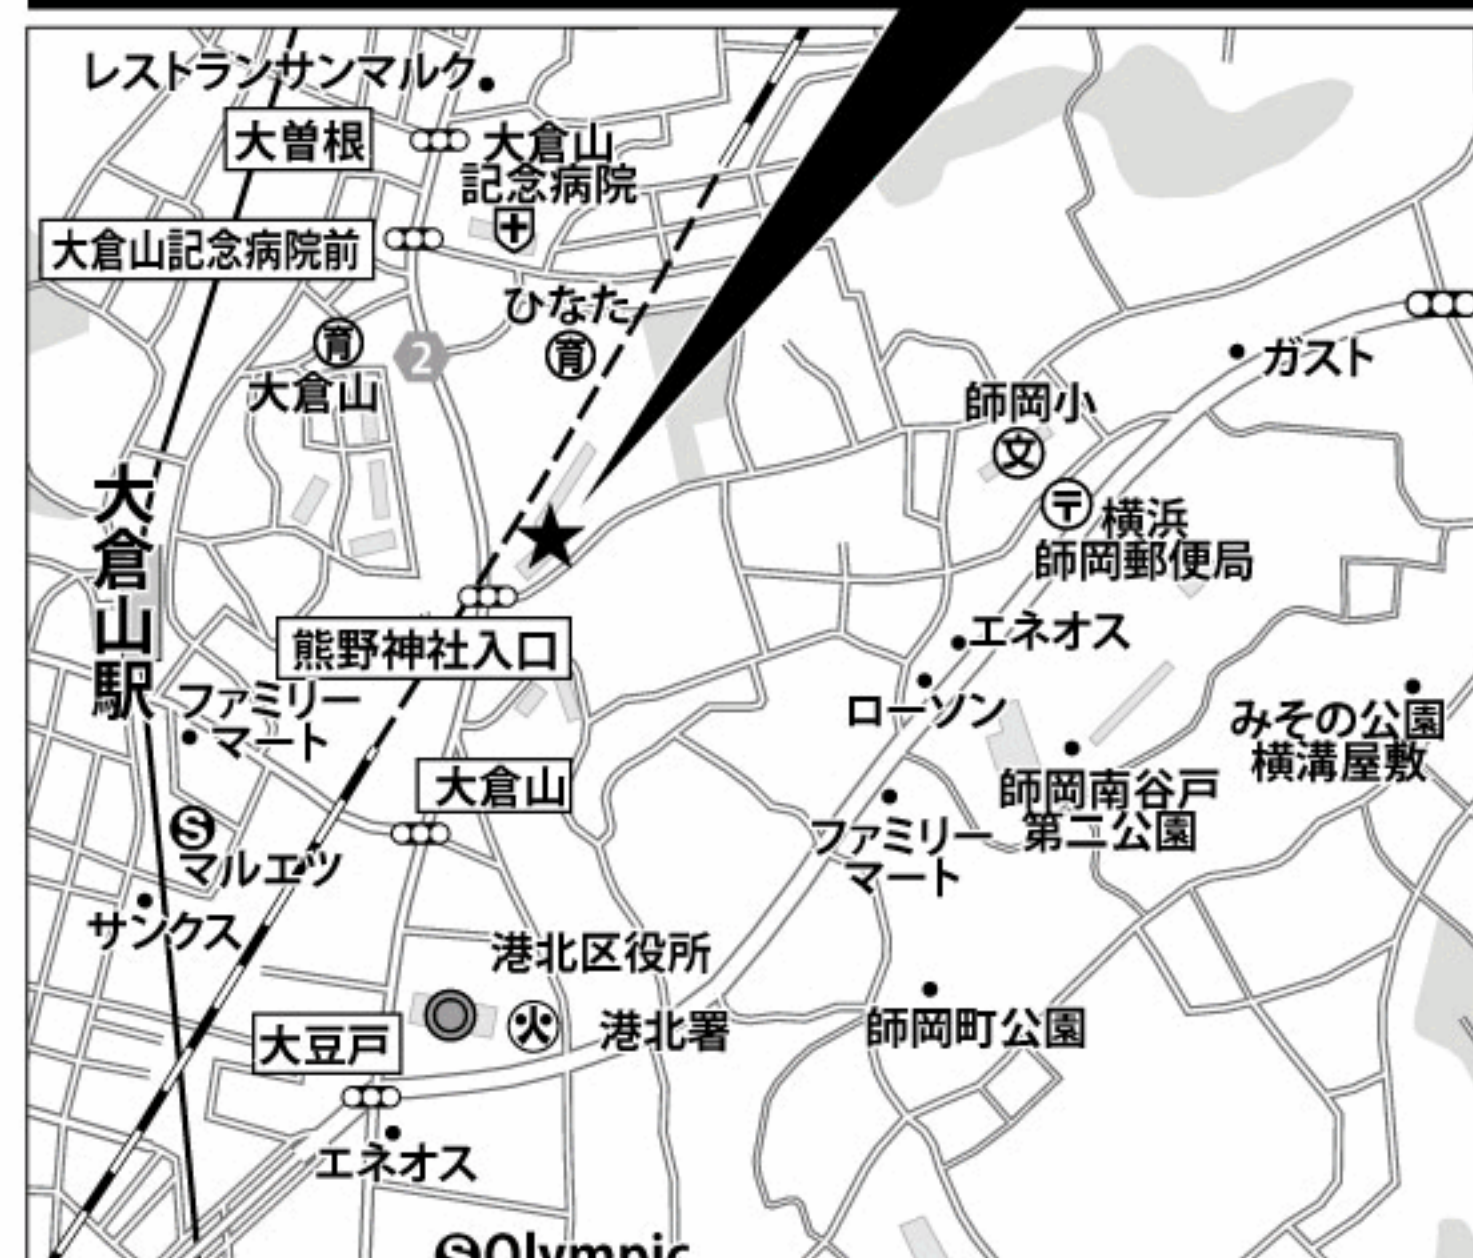 レストランサンマルク
大曽根
大倉山
記念病院
大倉山記念病院前
ひなた
育
育
大倉山
2
ガスト
師岡小
文
〒
横浜
師岡郵便局
大倉山駅
エネオス
熊野神社入口
ファミリー
マート
ローソン
みその公園
横溝屋敷
大倉山
師岡南谷戸
第二公園
S
マルエツ
ファミリー
マート
サンクス
港北区役所
火
港北署
師岡町公園
大豆戸
エネオス
S Olympic